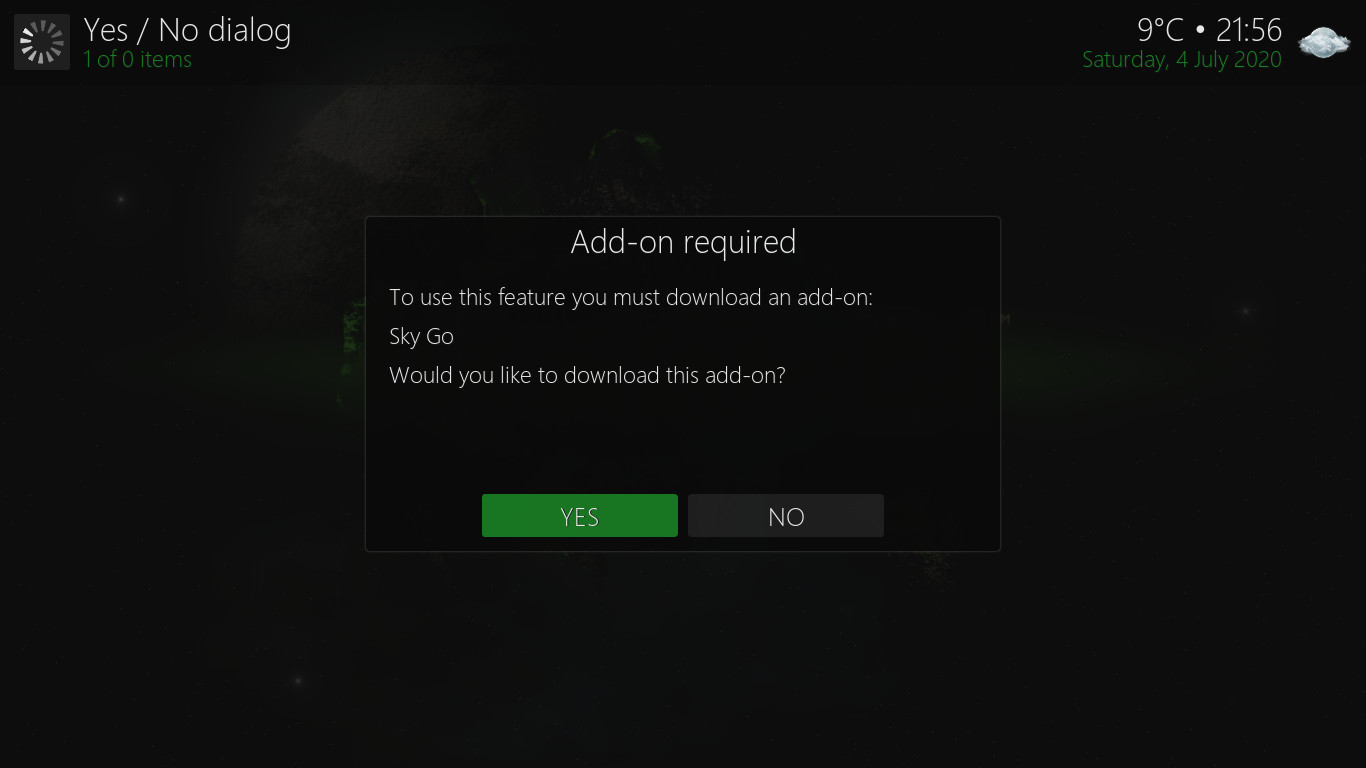 Yes / No dialog
1 of 0 items
9°C • 21:56
Saturday, 4 July 2020
Add-on required
To use this feature you must download an add-on:
Sky Go
Would you like to download this add-on?
YES
NO